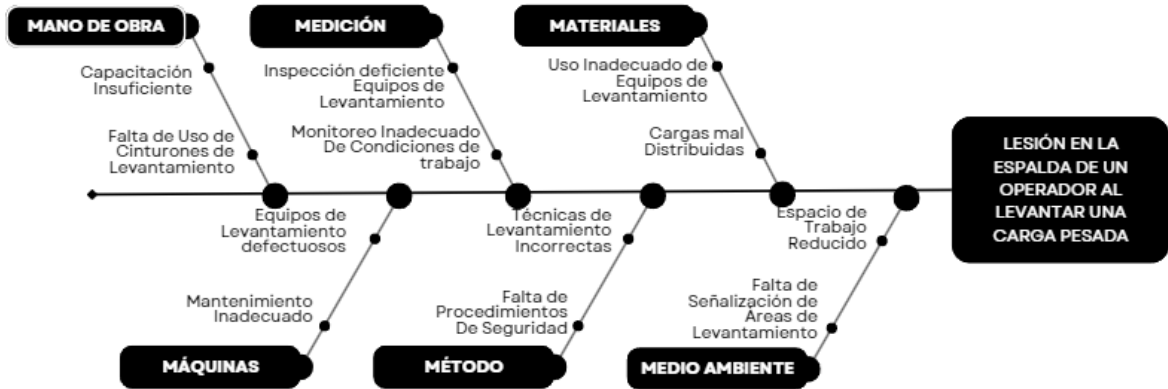 MANO DE OBRA
Capacitación
Insuficiente
Falta de Uso de
Cinturones de
Levantamiento
MEDICIÓN
Inspección deficiente
Equipos de
Levantamiento
Monitoreo Inadecuado
De Condiciones de
trabajo
MATERIALES
Uso Inadecuado de
Equipos de
Levantamiento
Cargas mal
Distribuidas
LESIÓN EN LA
ESPALDA DE UN
OPERADOR AL
LEVANTAR UNA
CARGA PESADA
Equipos de
Levantamiento
defectuosos
Mantenimiento
Inadecuado
MÁQUINAS
Técnicas de
Levantamiento
Incorrectas
Falta de
Procedimientos
De Seguridad
MÉTODO
Espacio de
Trabajo
Reducido
Falta de
Señalización de
Áreas de
Levantamiento
MEDIO AMBIENTE